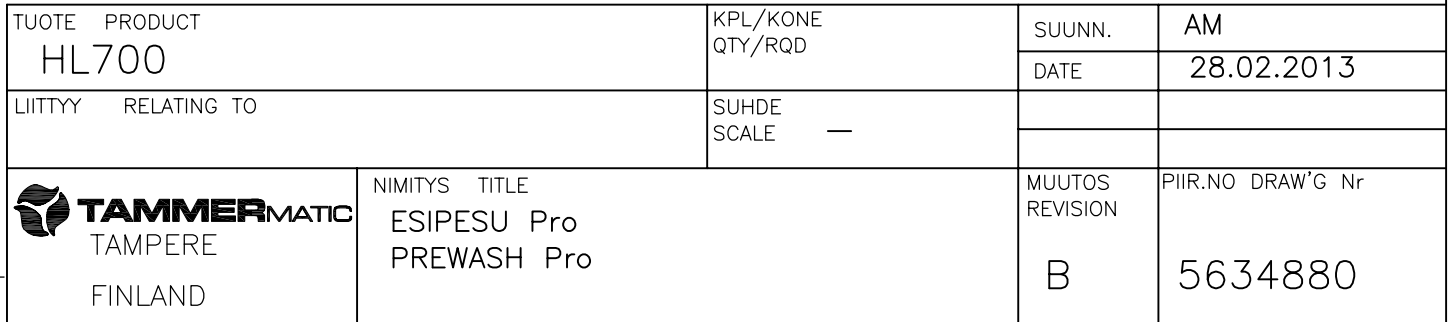 TUOTE PRODUCT
HL700
KPL/KONE
QTY/RQD
SUUNN.
AM
DATE
28.02.2013
LIITTYY RELATING TO
SUHDE
SCALE —
TAMMERMATIC
TAMPERE
FINLAND
NIMITYS TITLE
ESIPESU Pro
PREWASH Pro
MUUTOS
REVISION
B
PIIR.NO DRAW'G Nr
5634880